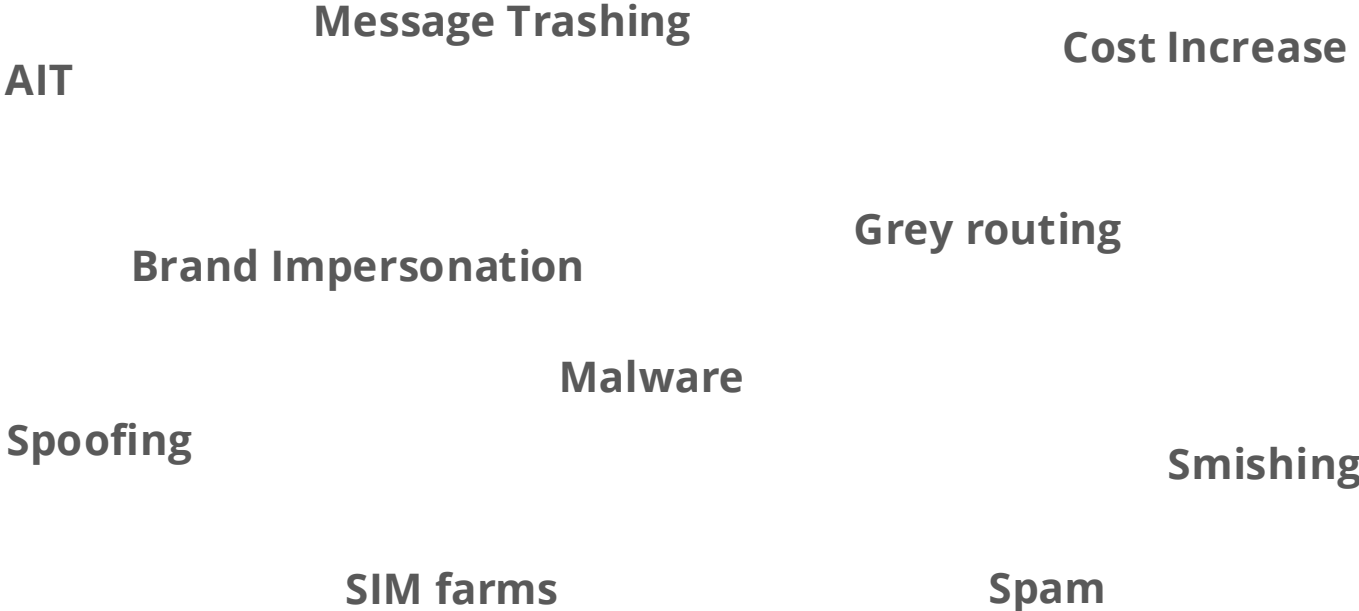 Message Trashing
Cost Increase
AIT
Grey routing
Brand Impersonation
Malware
Spoofing
Smishing
SIM farms
Spam